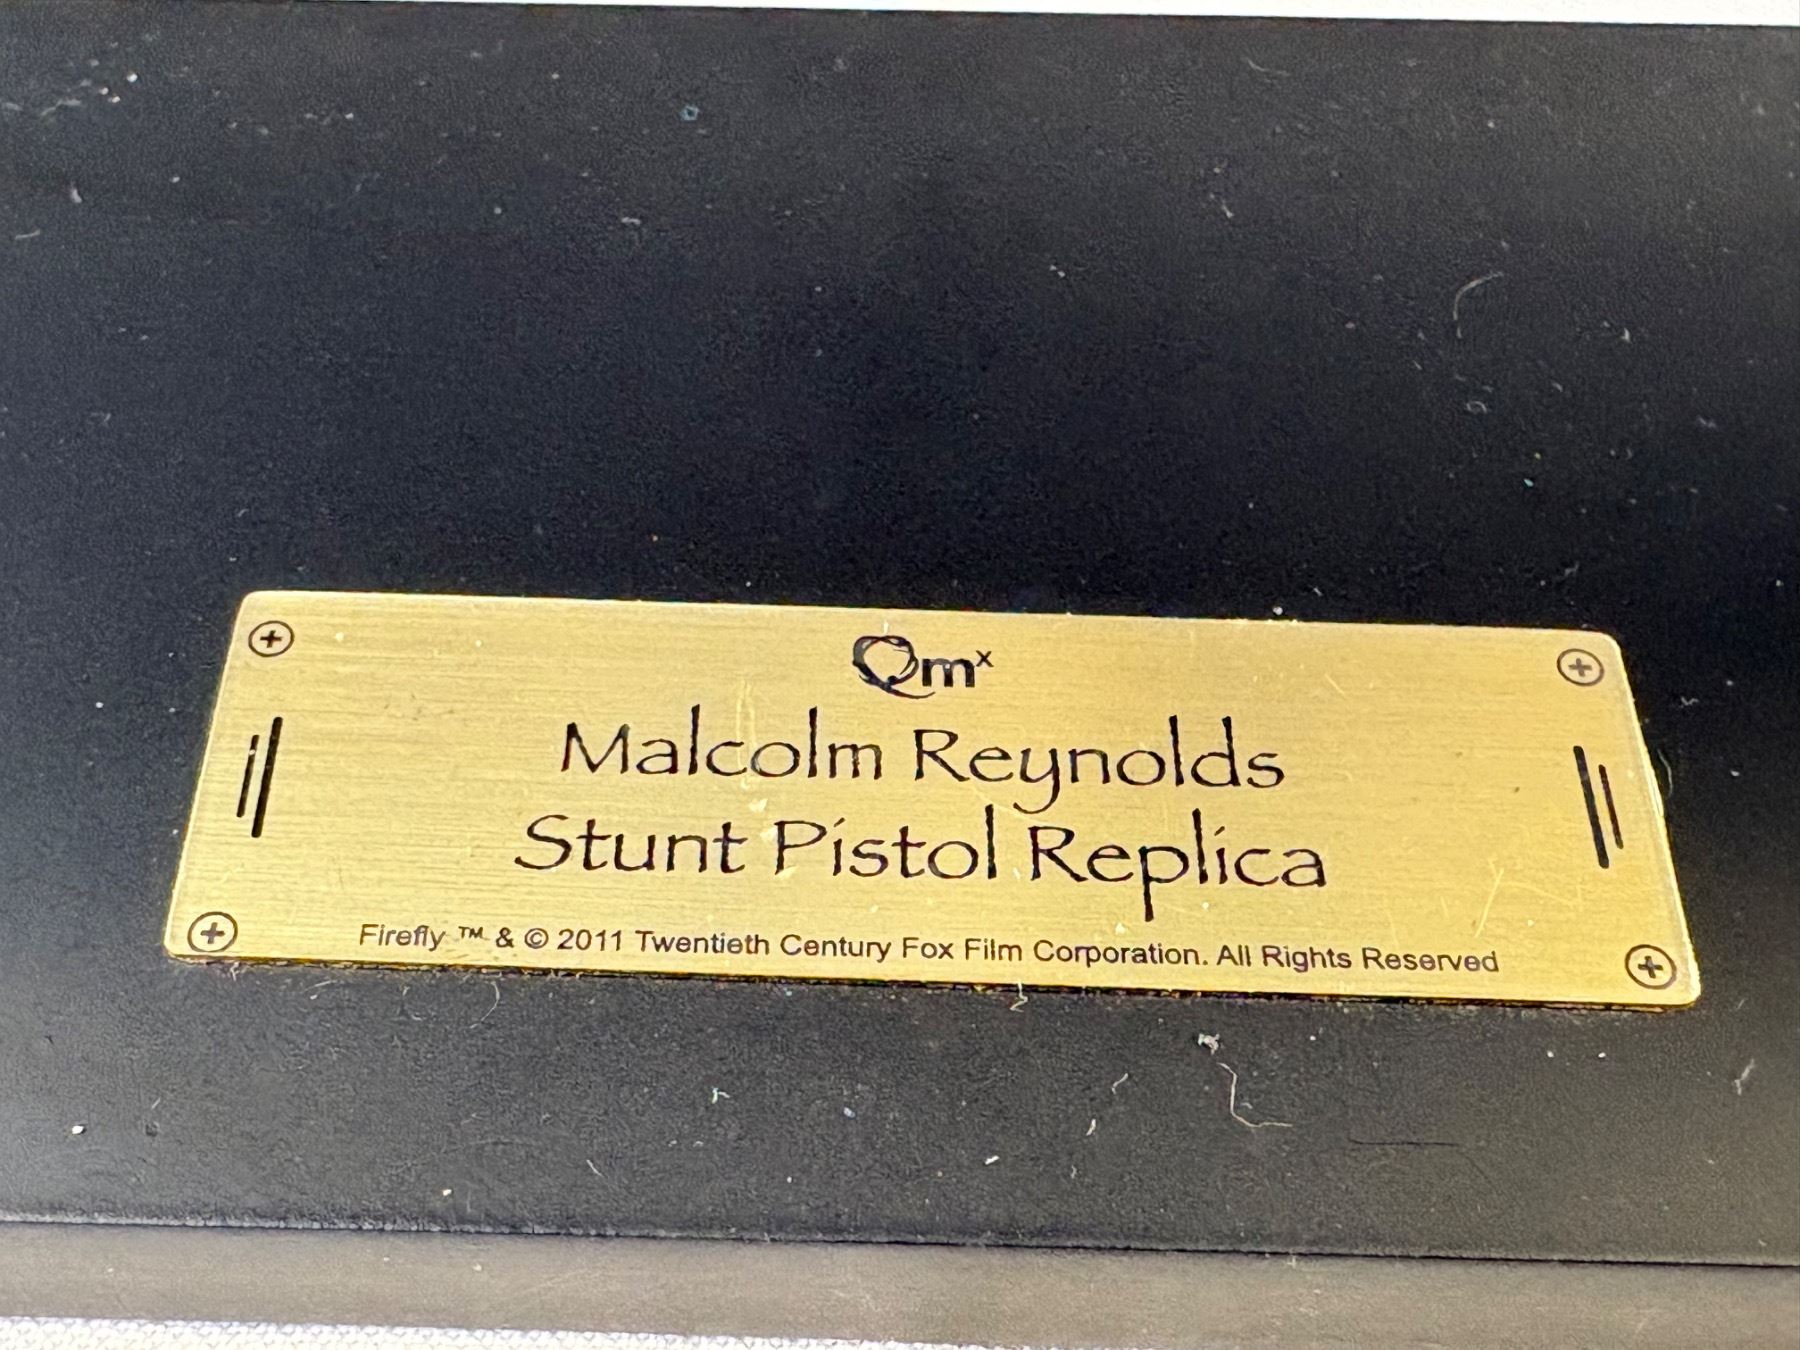 Qmx
Malcolm Reynolds
Stunt Pistol Replica
Firefly ™ & © 2011 Twentieth Century Fox Film Corporation. All Rights Reserved